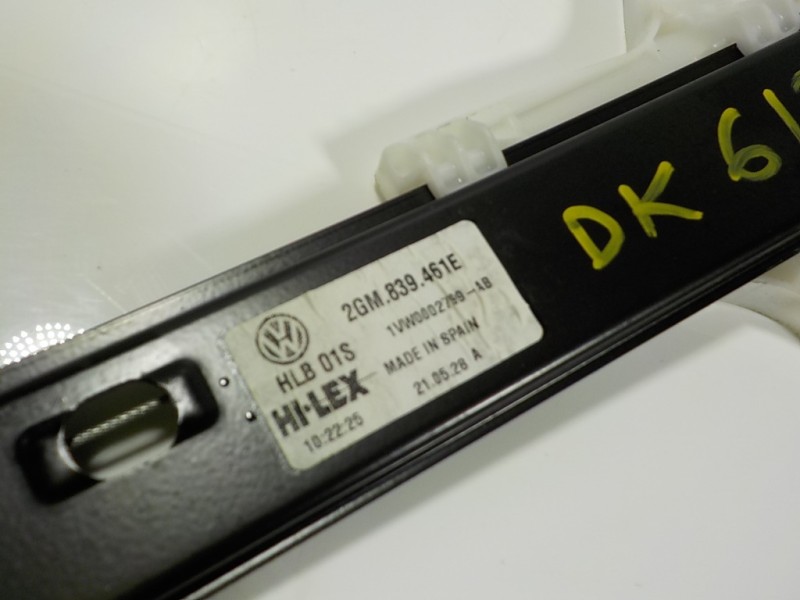 2GM.839.461E
1VW0002799-AB
HLB 01S
MADE IN SPAIN
HI-LEX
21.05.28 A
10:22:25
DK 61